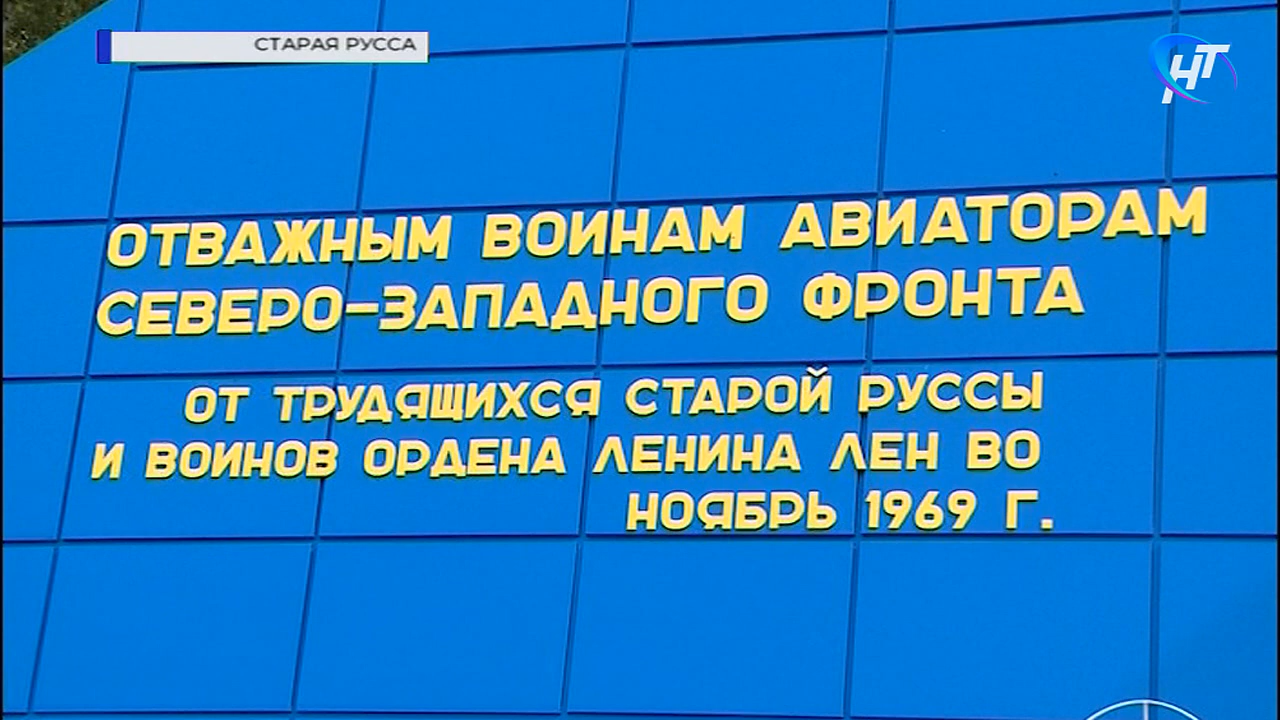 СТАРАЯ РУССА
НТ
ОТВАЖНЫМ ВОИНАМ АВИАТОРАМ
СЕВЕРО-ЗАПАДНОГО ФРОНТА
ОТ ТРУДЯЩИХСЯ СТАРОЙ РУССЫ
И ВОИНОВ ОРДЕНА ЛЕНИНА ЛЕН ВО
НОЯБРЬ 1969 Г.